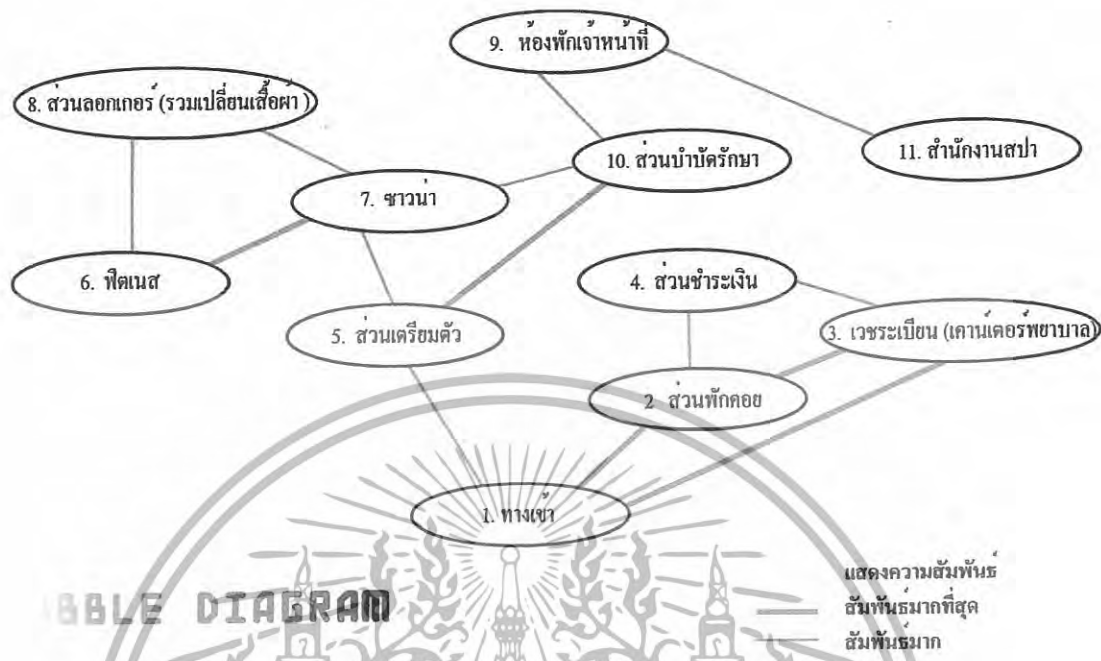 9. ห้องพักเจ้าหน้าที่
8. ส่วนลอกเกอร์ (รวมเปลี่ยนเสื้อผ้า )
10. ส่วนบำบัดรักษา
11. สำนักงานสปา
7. ซาวน่า
6. ฟิตเนส
4. ส่วนชำระเงิน
5. ส่วนเตรียมตัว
3. เวชระเบียน (เคาน์เตอร์พยาบาล)
2 ส่วนพักคอย
1. ทางเข้า
แสดงความสัมพันธ์
BBLE DIAGRAM
สัมพันธ์มากที่สุด
สัมพันธ์มาก